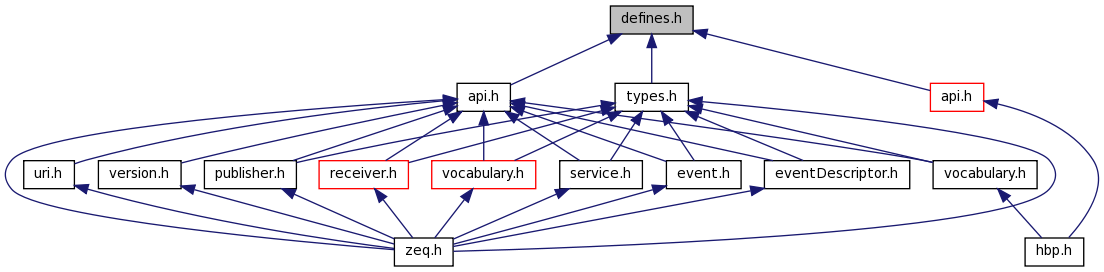 defines.h
api.h
types.h
api.h
uri.h
version.h
publisher.h
receiver.h
vocabulary.h
service.h
event.h
eventDescriptor.h
vocabulary.h
zeq.h
hbp.h